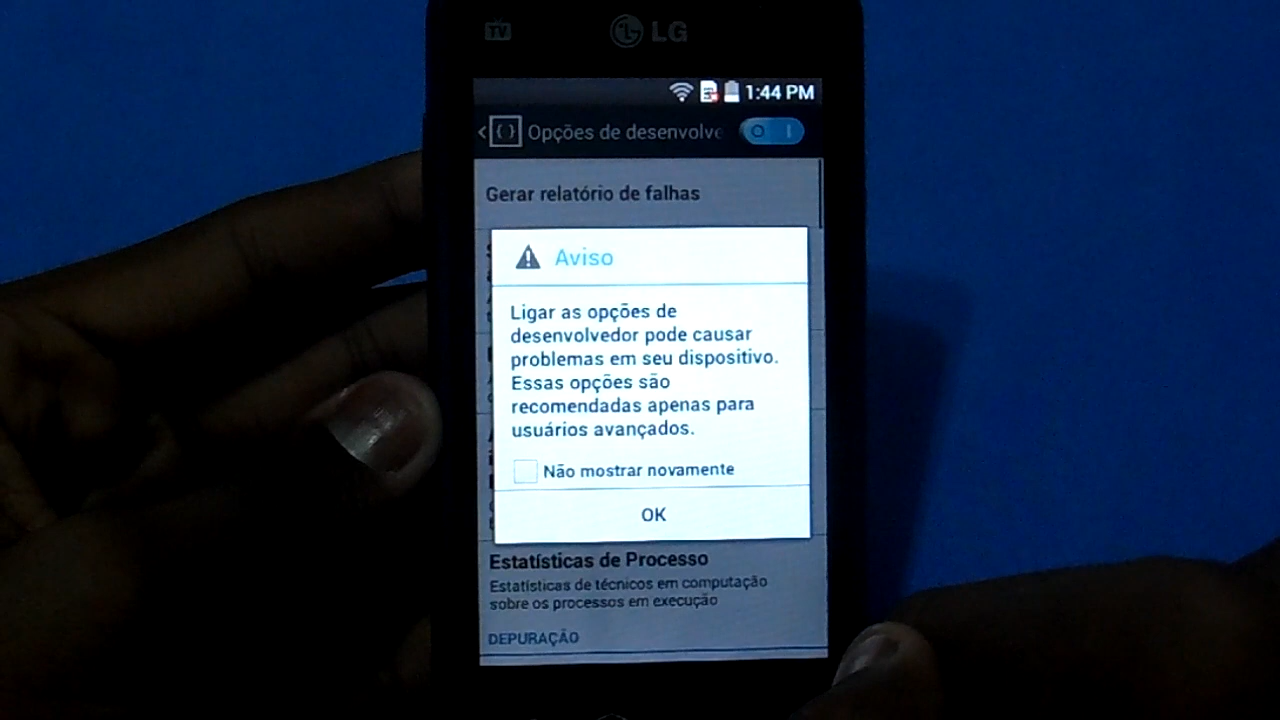 TV
LG
1:44 PM
Opções de desenvolve
Gerar relatório de falhas
Aviso
Ligar as opções de
desenvolvedor pode causar
problemas em seu dispositivo.
Essas opções são
recomendadas apenas para
usuários avançados.
Não mostrar novamente
OK
Estatísticas de Processo
Estatísticas de técnicos em computação
sobre os processos em execução
DEPURAÇÃO